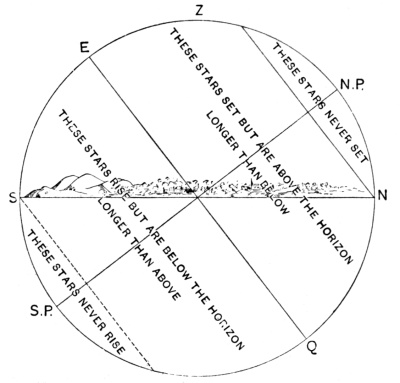 Z
E
THESE STARS NEVER SET
N.P.
THESE STARS SET BUT ARE ABOVE THE HORIZON
LONGER THAN BELOW
THESE STARS RISE BUT ARE BELOW THE HORIZON
LONGER THAN ABOVE
S
N
THESE STARS NEVER RISE
S.P.
Q